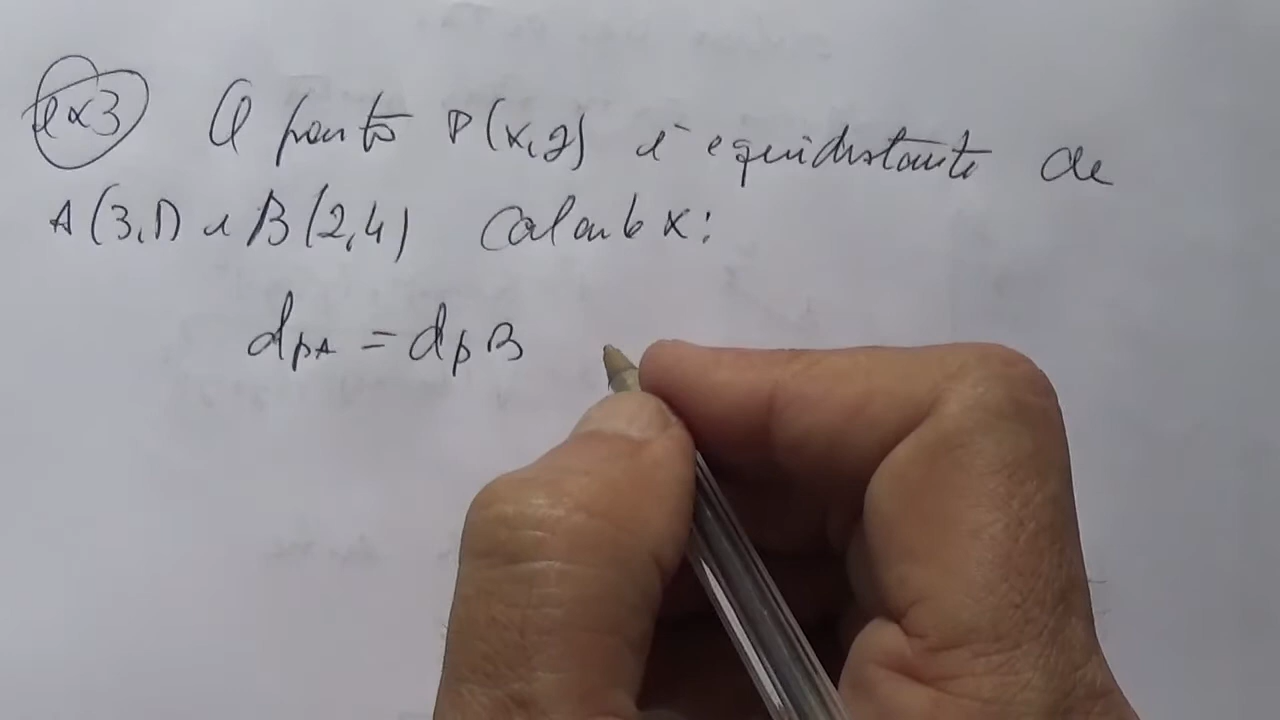 ex3 O ponto P(x,2) é equidistante de
A(3,1) e B(2,4) Calcule x:
dPA = dPB